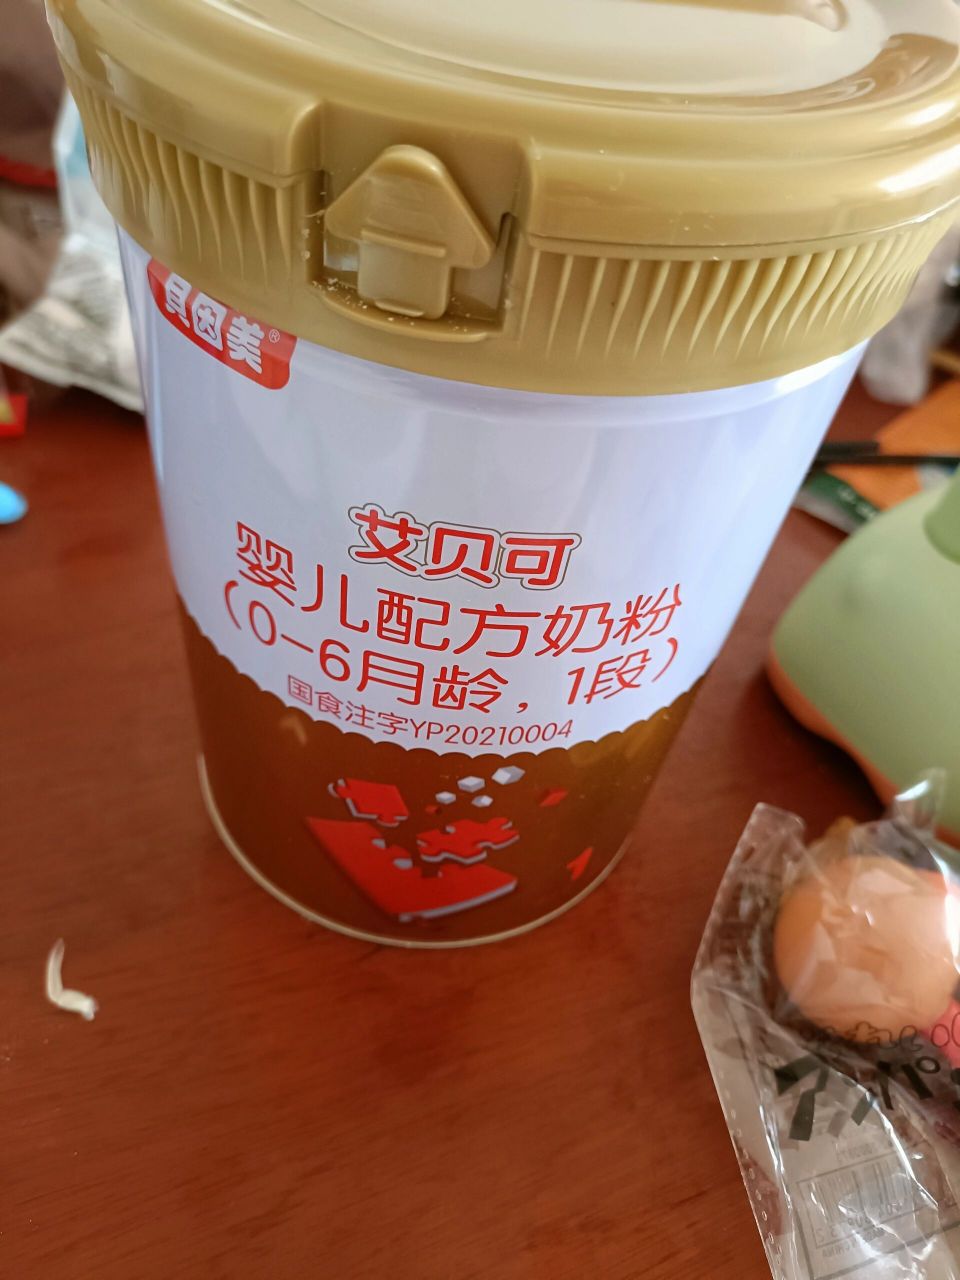 贝因美®
艾贝可
婴儿配方奶粉
(0-6月龄，1段)
国食注字YP20210004